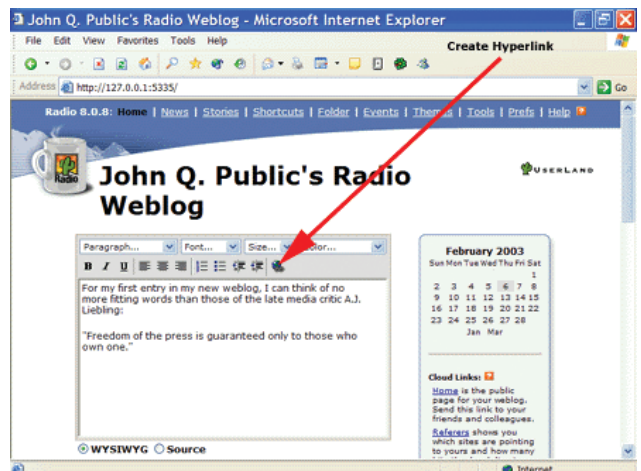 John Q. Public's Radio Weblog - Microsoft Internet Explorer
File Edit View Favorites Tools Help
Create Hyperlink
Address http://127.0.0.1:5335/ Go
Radio 8.0.8: Home | News | Stories | Shortcuts | Folder | Events | Themes | Tools | Prefs | Help
Radio
USERLAND
John Q. Public's Radio
Weblog
Paragraph... Font... Size... Color...
B I U
For my first entry in my new weblog, I can think of no
more fitting words than those of the late media critic A.J.
Liebling:
"Freedom of the press is guaranteed only to those who
own one."
WYSIWYG Source
February 2003
Sun Mon Tue Wed Thu Fri Sat
1
2 3 4 5 6 7 8
9 10 11 12 13 14 15
16 17 18 19 20 21 22
23 24 25 26 27 28
Jan Mar
Cloud Links:
Home is the public
page for your weblog.
Send this link to your
friends and colleagues.
Referers shows you
which sites are pointing
to yours and how many
Internet